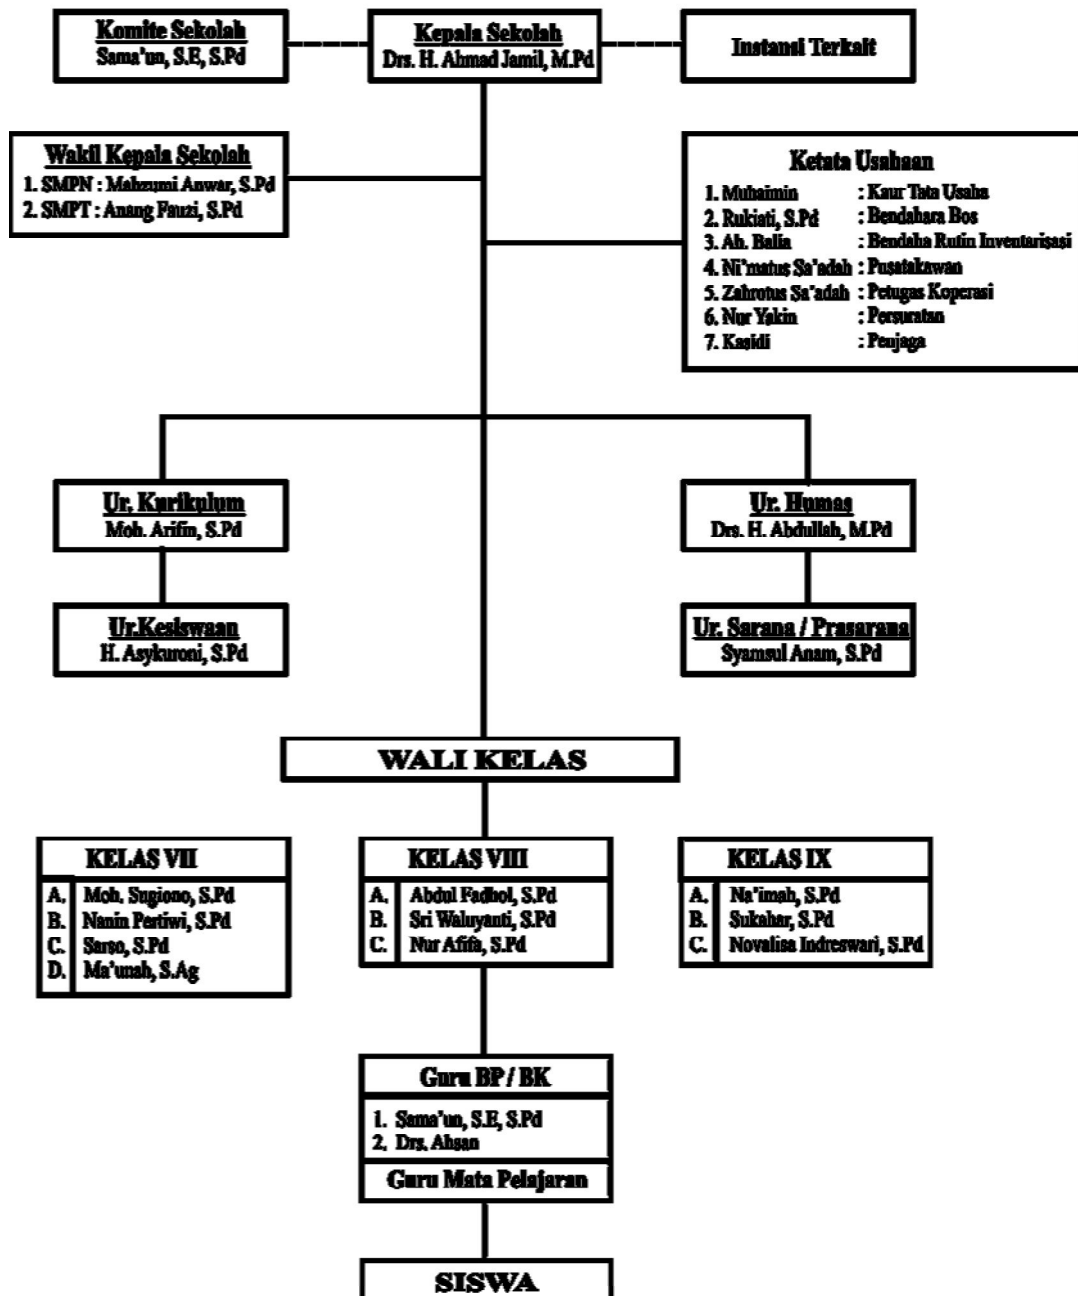 Komite Sekolah
Sama'un, S.E, S.Pd
Kepala Sekolah
Drs. H. Ahmad Jamil, M.Pd
Instansi Terkait
Wakil Kepala Sekolah
1. SMPN : Mahzumi Anwar, S.Pd
2. SMPT : Anang Fauzi, S.Pd
Ketata Usahaan
1. Muhaimin : Kaur Tata Usaha
2. Rukiati, S.Pd : Bendahara Bos
3. Ah. Balia : Bendaha Rutin Inventarisasi
4. Ni'matus Sa'adah : Pusatakawan
5. Zahrotus Sa'adah : Petugas Koperasi
6. Nur Yakin : Persuratan
7. Kasidi : Penjaga
Ur. Kurikulum
Moh. Arifin, S.Pd
Ur. Humas
Drs. H. Abdullah, M.Pd
Ur.Kesiswaan
H. Asykuroni, S.Pd
Ur. Sarana / Prasarana
Syamsul Anam, S.Pd
WALI KELAS
KELAS VII
A. Moh. Sugiono, S.Pd
B. Nanin Pertiwi, S.Pd
C. Sarso, S.Pd
D. Ma'unah, S.Ag
KELAS VIII
A. Abdul Fadhol, S.Pd
B. Sri Waluyanti, S.Pd
C. Nur Afifa, S.Pd
KELAS IX
A. Na'imah, S.Pd
B. Sukahar, S.Pd
C. Novalisa Indreswari, S.Pd
Guru BP / BK
1. Sama'un, S.E, S.Pd
2. Drs. Ahsan
Guru Mata Pelajaran
SISWA